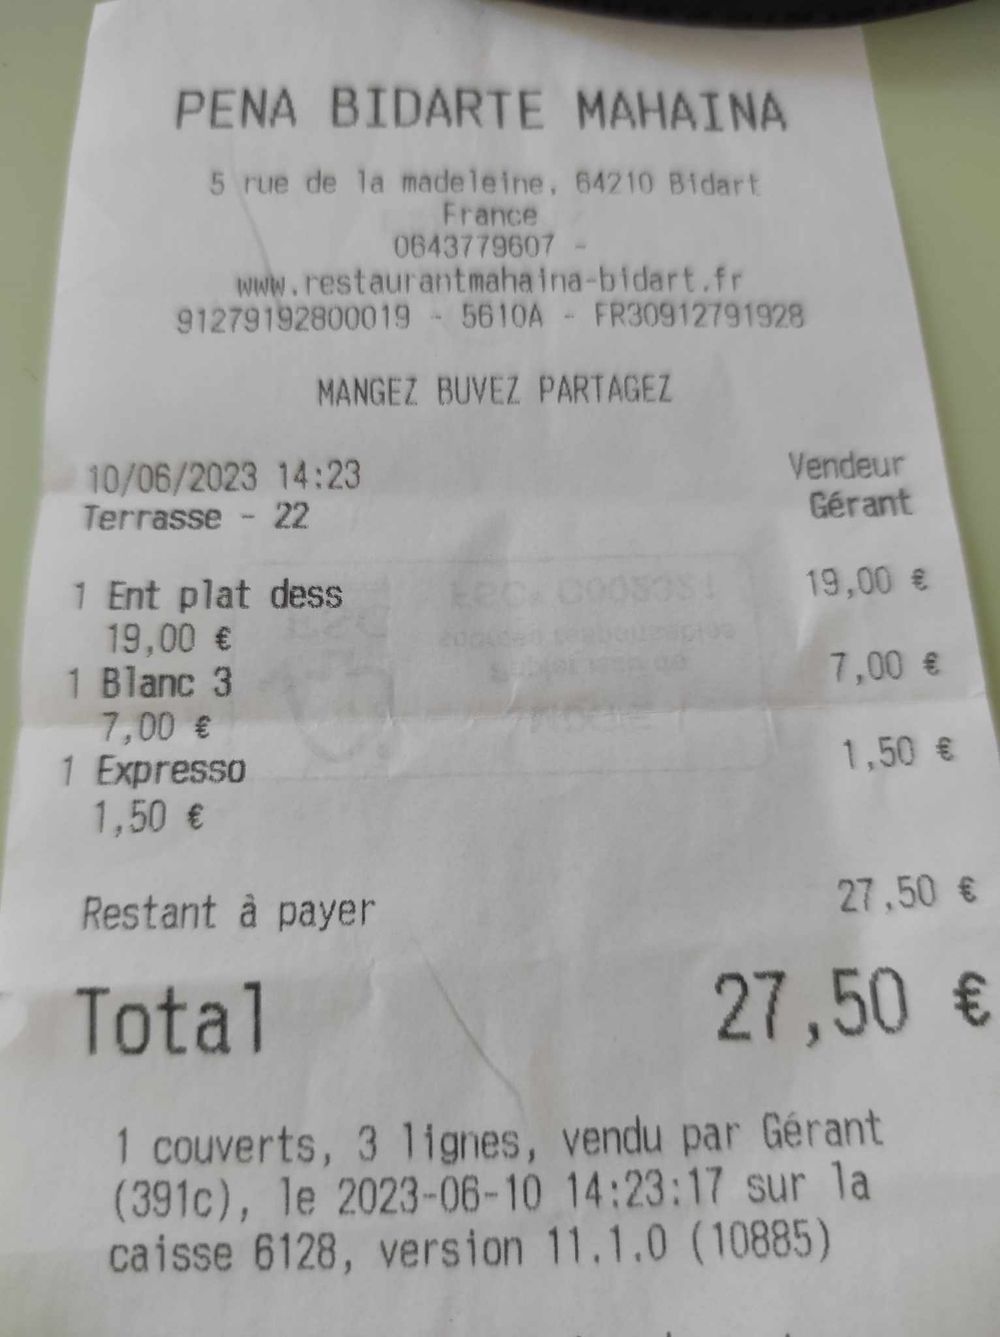 PENA BIDARTE MAHAINA
5 rue de la madeleine, 64210 Bidart
France
0643779607 -
www.restaurantmahaina-bidart.fr
91279192800019 - 5610A - FR30912791928
MANGEZ BUVEZ PARTAGEZ
10/06/2023 14:23 Vendeur
Terrasse - 22 Gérant
1 Ent plat dess 19,00 €
19,00 €
1 Blanc 3 7,00 €
7,00 €
1 Expresso 1,50 €
1,50 €
Restant à payer 27,50 €
Total 27,50 €
1 couverts, 3 lignes, vendu par Gérant
(391c), le 2023-06-10 14:23:17 sur la
caisse 6128, version 11.1.0 (10885)